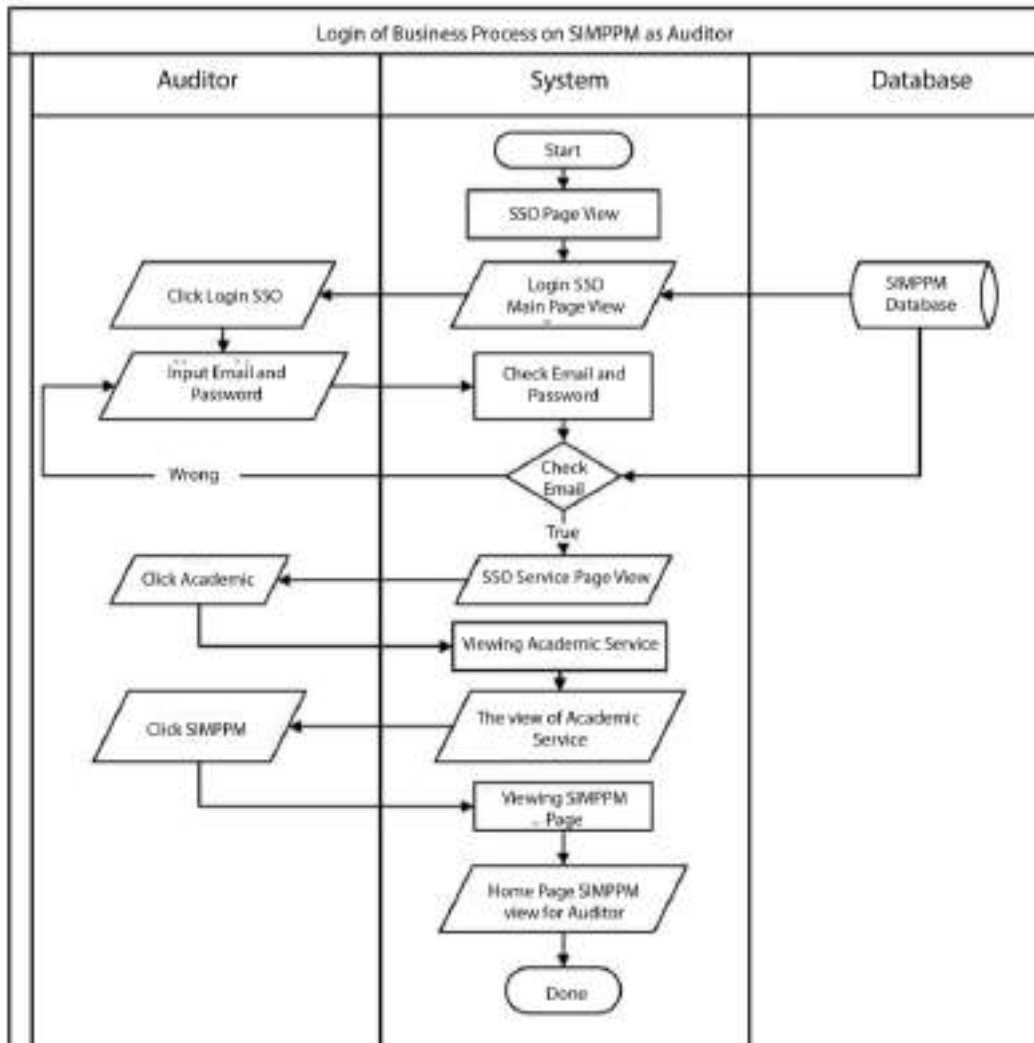 Login of Business Process on SIMPPM as Auditor
Auditor
System
Database
Start
SSO Page View
Click Login SSO
Login SSO
Main Page View
SIMPPM
Database
Input Email and
Password
Check Email and
Password
Wrong
Check
Email
True
Click Academic
SSO Service Page View
Viewing Academic Service
Click SIMPPM
The view of Academic
Service
Viewing SIMPPM
Page
Home Page SIMPPM
view for Auditor
Done